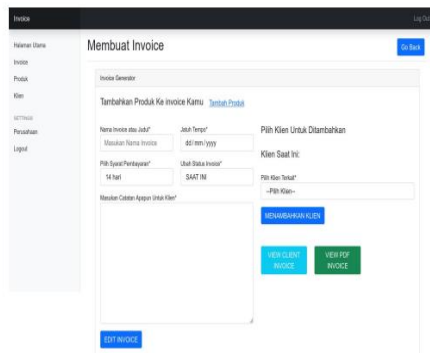 Invoice
Log Out
Halaman Utama
Invoice
Produk
Klien
SETTINGS
Perusahaan
Logout
Membuat Invoice
Go Back
Invoice Generator
Tambahkan Produk Ke invoice Kamu Tambah Produk
Nama Invoice atau Judul*
Masukan Nama Invoice
Jatuh Tempo*
dd/mm/yyyy
Pilih Syarat Pembayaran*
14 hari
Ubah Status Invoice*
SAAT INI
Masukan Catatan Apapun Untuk Klien*
EDIT INVOICE
Pilih Klien Untuk Ditambahkan
Klien Saat Ini:
Pilih Klien Terkait*
--Pilih Klien--
MENAMBAHKAN KLIEN
VIEW CLIENT
INVOICE
VIEW PDF
INVOICE